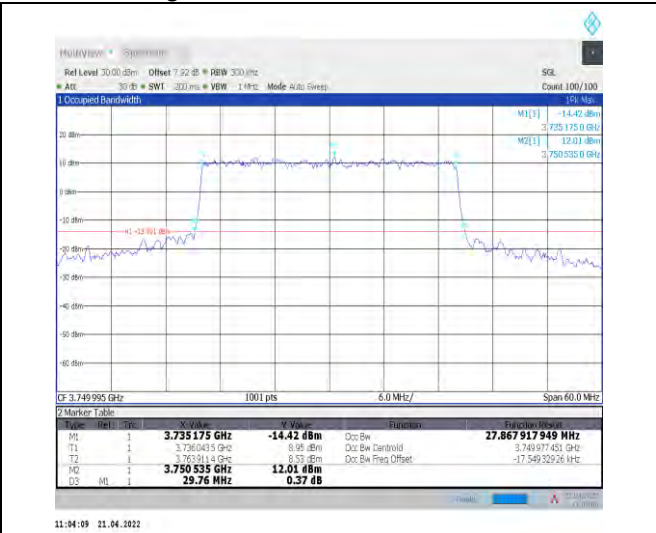 MultiView Spectrum
Ref Level 30.00 dBm Offset 7.92 dB RBW 300 kHz SGL
Att 30 dB SWT 200 ms VBW 1 MHz Mode Auto Sweep Count 100/100
1 Occupied Bandwidth 1Pk Max
M1[1] -14.42 dBm
3.735 175 0 GHz
M2[1] 12.01 dBm
3.750 535 0 GHz
20 dBm
10 dBm
0 dBm
-10 dBm
-20 dBm
-30 dBm
-40 dBm
-50 dBm
-60 dBm
CF 3.749 995 GHz 1001 pts 6.0 MHz/ Span 60.0 MHz
2 Marker Table
Type Ref Trc X-Value Y-Value Function Function Result
M1 1 3.735 175 GHz -14.42 dBm Occ Bw 27.867 917 949 MHz
T1 1 3.736 043 5 GHz 8.95 dBm Occ Bw Centroid 3.749 977 451 GHz
T2 1 3.763 911 4 GHz 8.53 dBm Occ Bw Freq Offset -17.549 329 26 kHz
M2 1 3.750 535 GHz 12.01 dBm
D3 M1 1 29.76 MHz 0.37 dB
11:04:09 21.04.2022